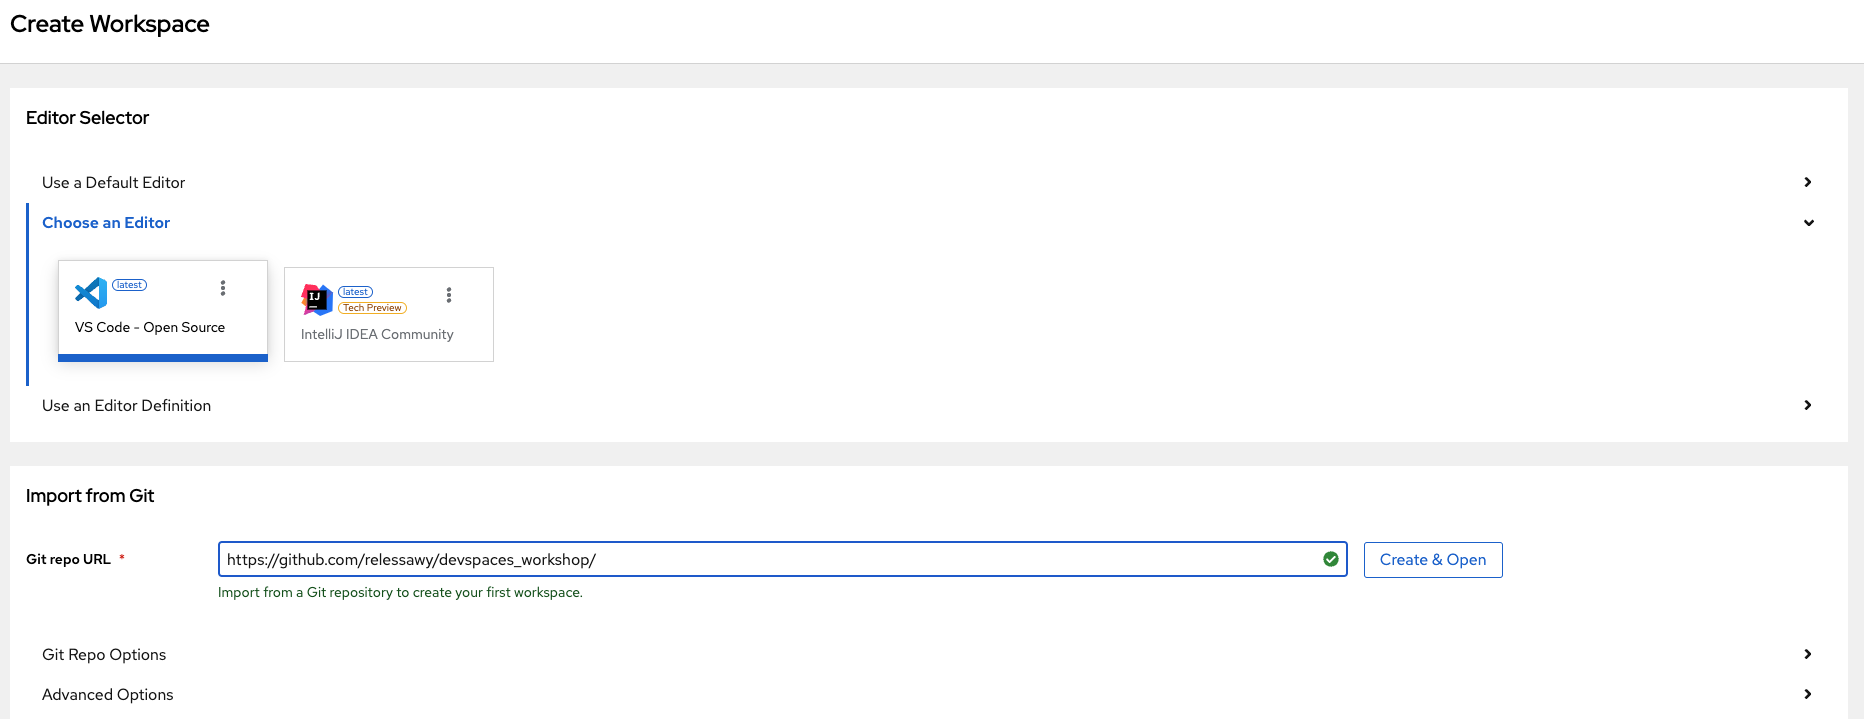 Create Workspace
Editor Selector
Use a Default Editor
Choose an Editor
latest
VS Code - Open Source
IJ
latest
Tech Preview
IntelliJ IDEA Community
Use an Editor Definition
Import from Git
Git repo URL *
https://github.com/relessawy/devspaces_workshop/
Create & Open
Import from a Git repository to create your first workspace.
Git Repo Options
Advanced Options